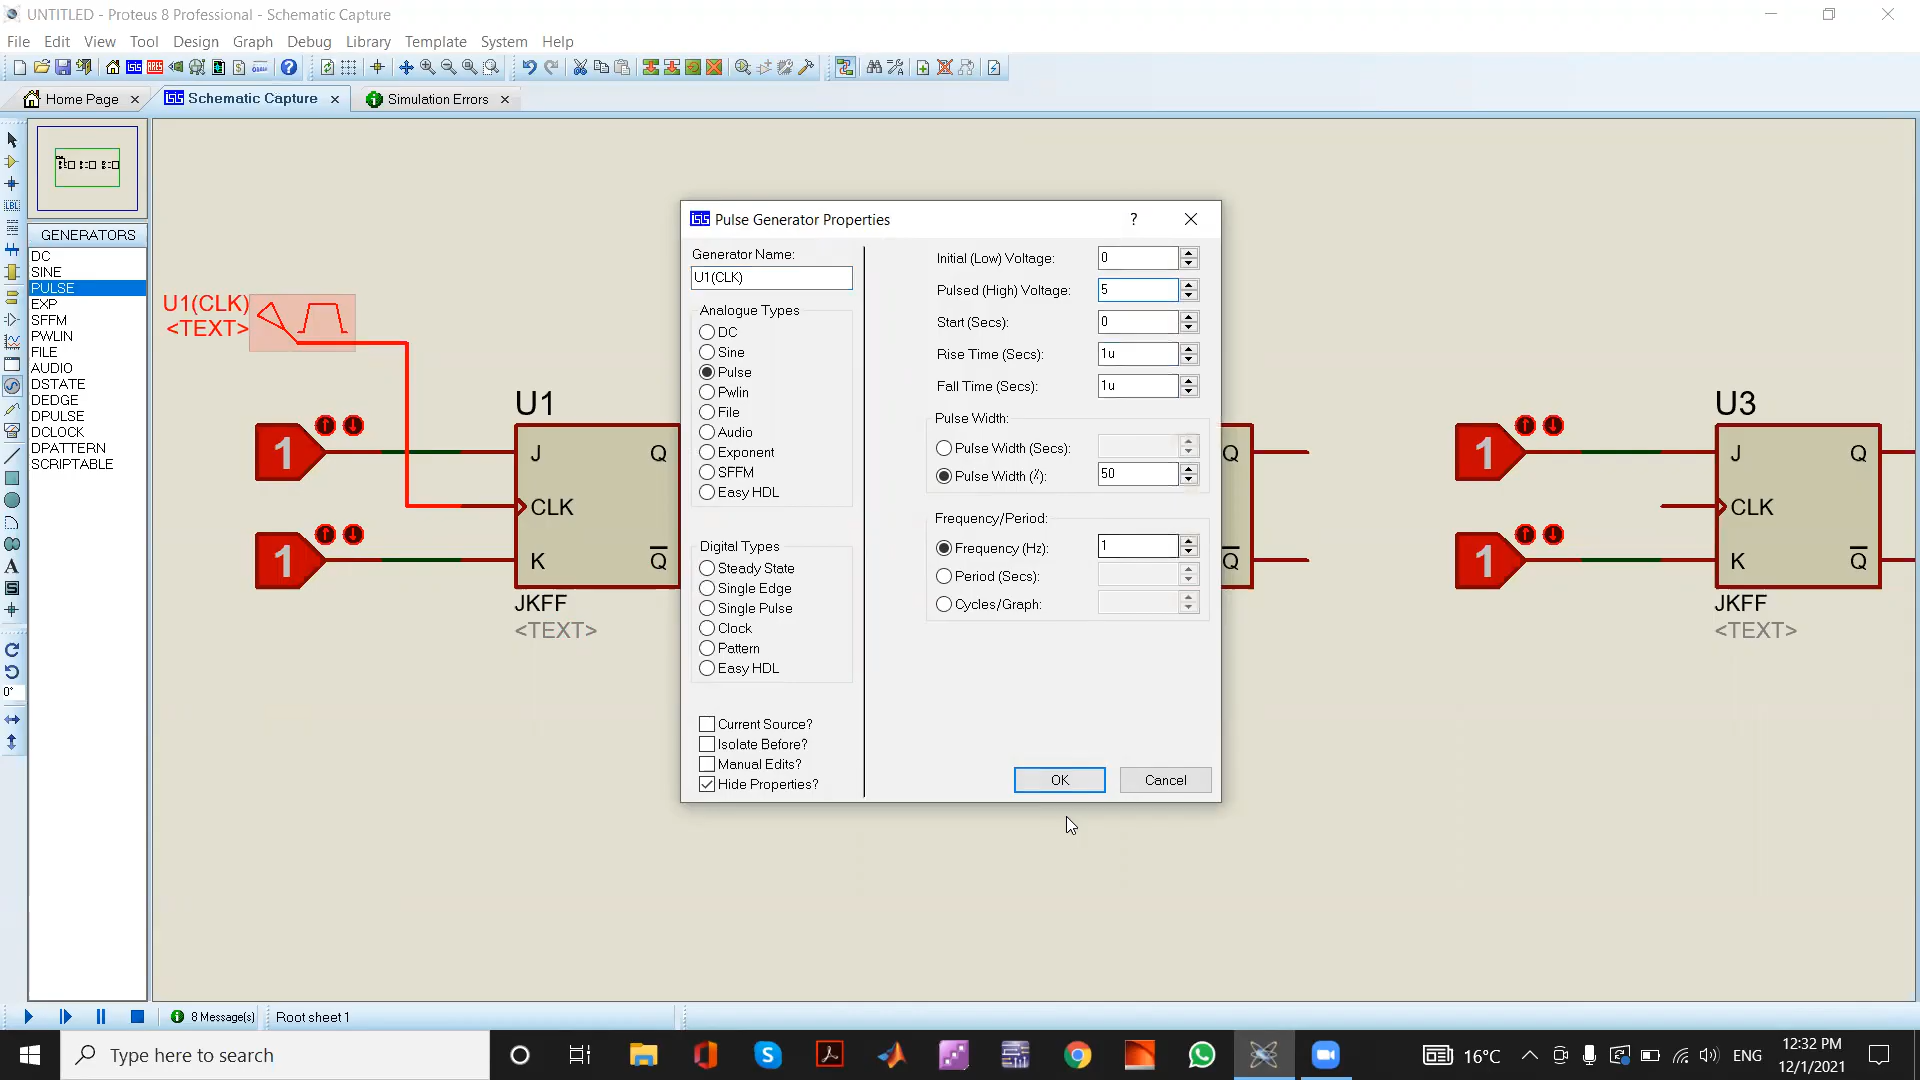 UNTITLED - Proteus 8 Professional - Schematic Capture
File Edit View Tool Design Graph Debug Library Template System Help
Home Page Schematic Capture Simulation Errors
GENERATORS
DC
SINE
PULSE
EXP
SFFM
PWLIN
FILE
AUDIO
DSTATE
DEDGE
DPULSE
DCLOCK
DPATTERN
SCRIPTABLE
LBL
A
S
0°
U1(CLK)
<TEXT>
1
1
U1
J
CLK
K
Q
Q
JKFF
<TEXT>
Pulse Generator Properties
?
Generator Name:
U1(CLK)
Analogue Types
DC
Sine
Pulse
Pwlin
File
Audio
Exponent
SFFM
Easy HDL
Digital Types
Steady State
Single Edge
Single Pulse
Clock
Pattern
Easy HDL
Current Source?
Isolate Before?
Manual Edits?
Hide Properties?
Initial (Low) Voltage: 0
Pulsed (High) Voltage: 5
Start (Secs): 0
Rise Time (Secs): 1u
Fall Time (Secs): 1u
Pulse Width:
Pulse Width (Secs):
Pulse Width (%): 50
Frequency/Period:
Frequency (Hz): 1
Period (Secs):
Cycles/Graph:
OK Cancel
Q
Q
1
1
U3
J
CLK
K
Q
Q
JKFF
<TEXT>
8 Message(s) Root sheet 1
Type here to search
16°C ENG
12:32 PM
12/1/2021